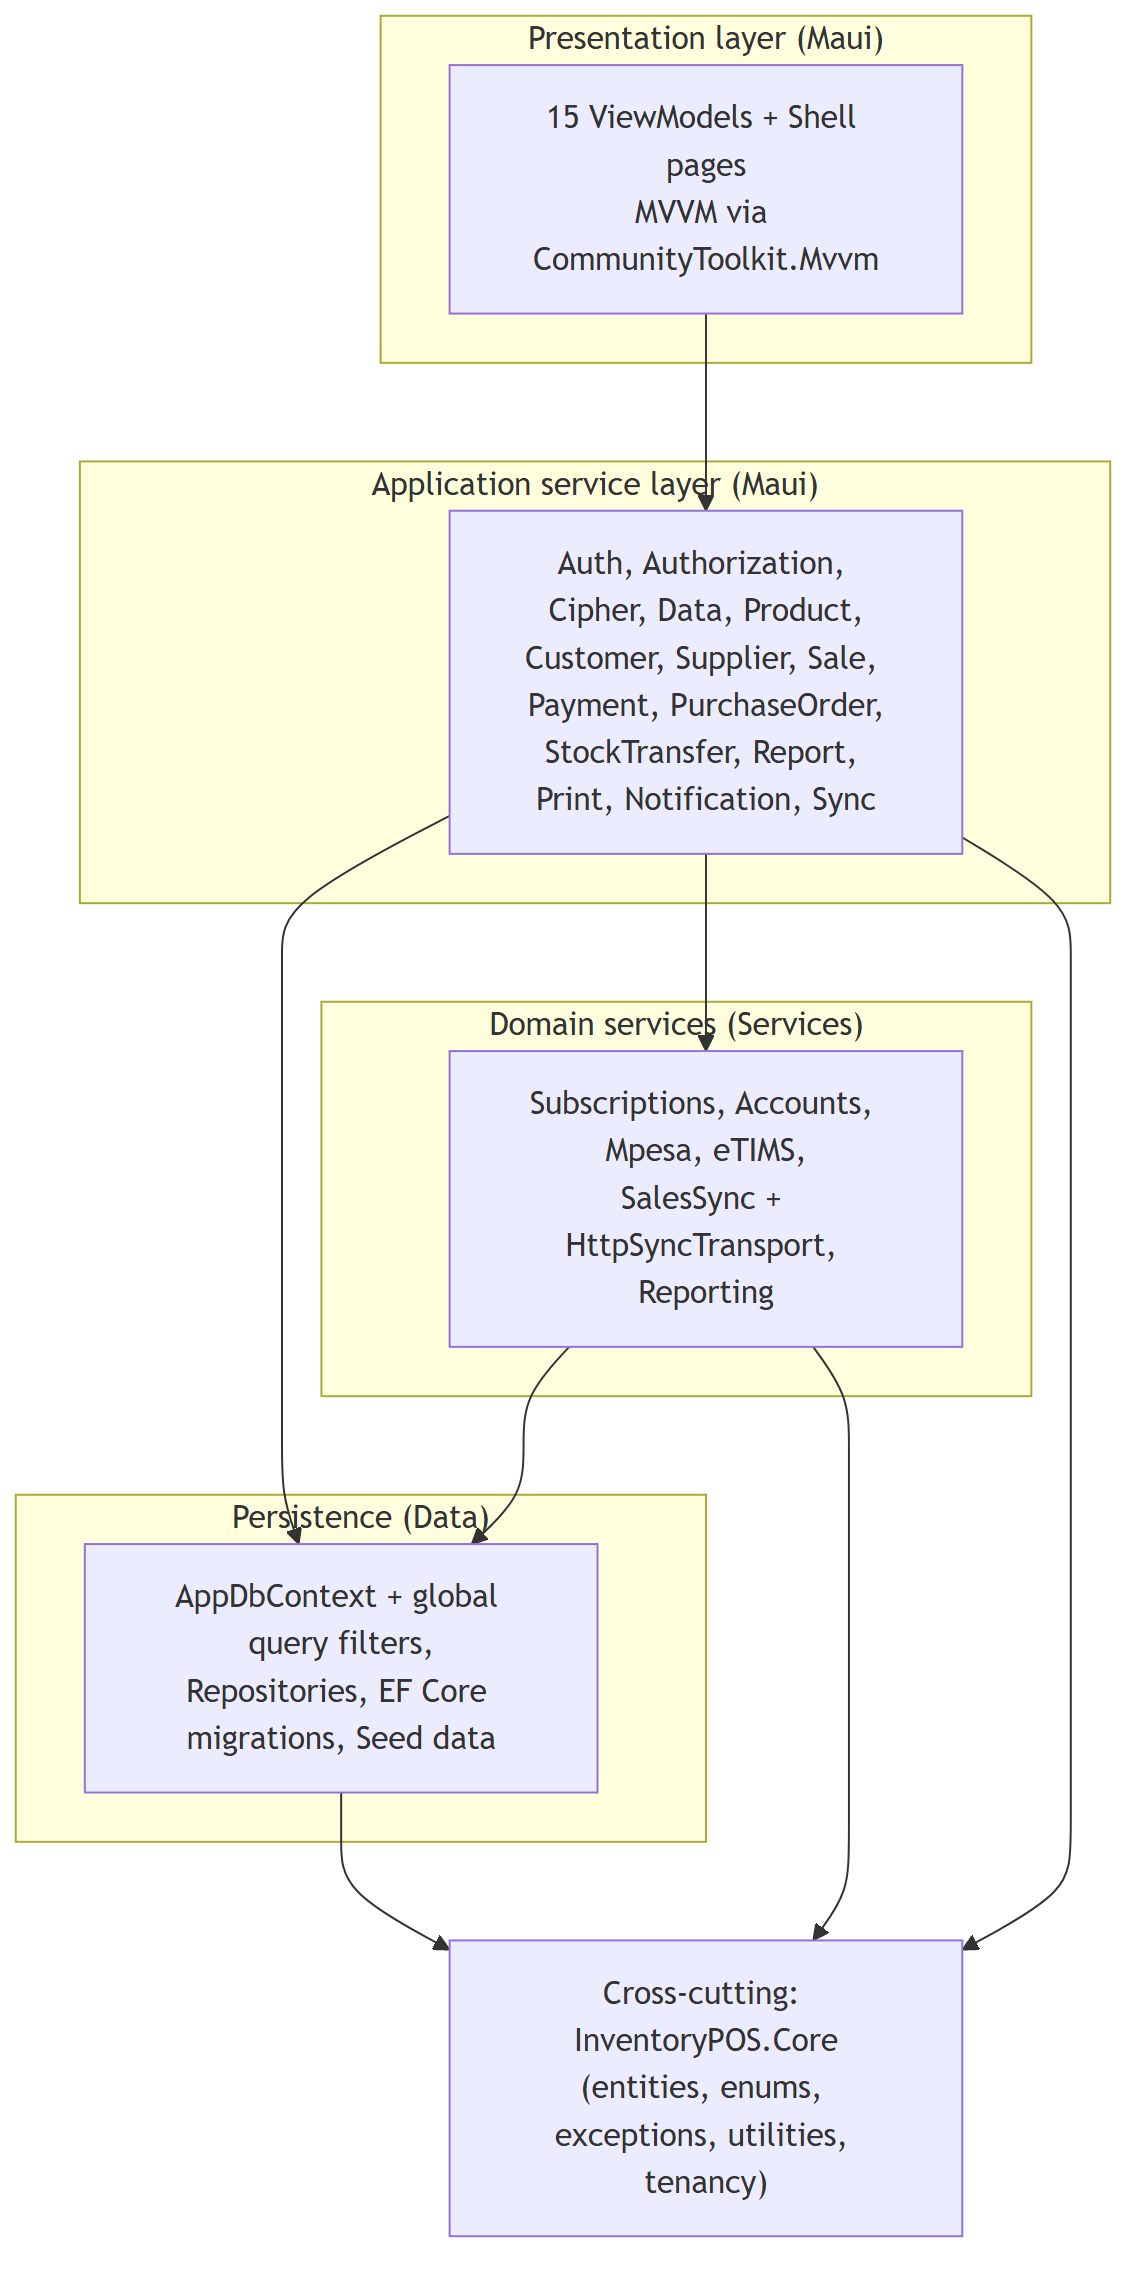 Presentation layer (Maui)
15 ViewModels + Shell
pages
MVVM via
CommunityToolkit.Mvvm
Application service layer (Maui)
Auth, Authorization,
Cipher, Data, Product,
Customer, Supplier, Sale,
Payment, PurchaseOrder,
StockTransfer, Report,
Print, Notification, Sync
Domain services (Services)
Subscriptions, Accounts,
Mpesa, eTIMS,
SalesSync +
HttpSyncTransport,
Reporting
Persistence (Data)
AppDbContext + global
query filters,
Repositories, EF Core
migrations, Seed data
Cross-cutting:
InventoryPOS.Core
(entities, enums,
exceptions, utilities,
tenancy)